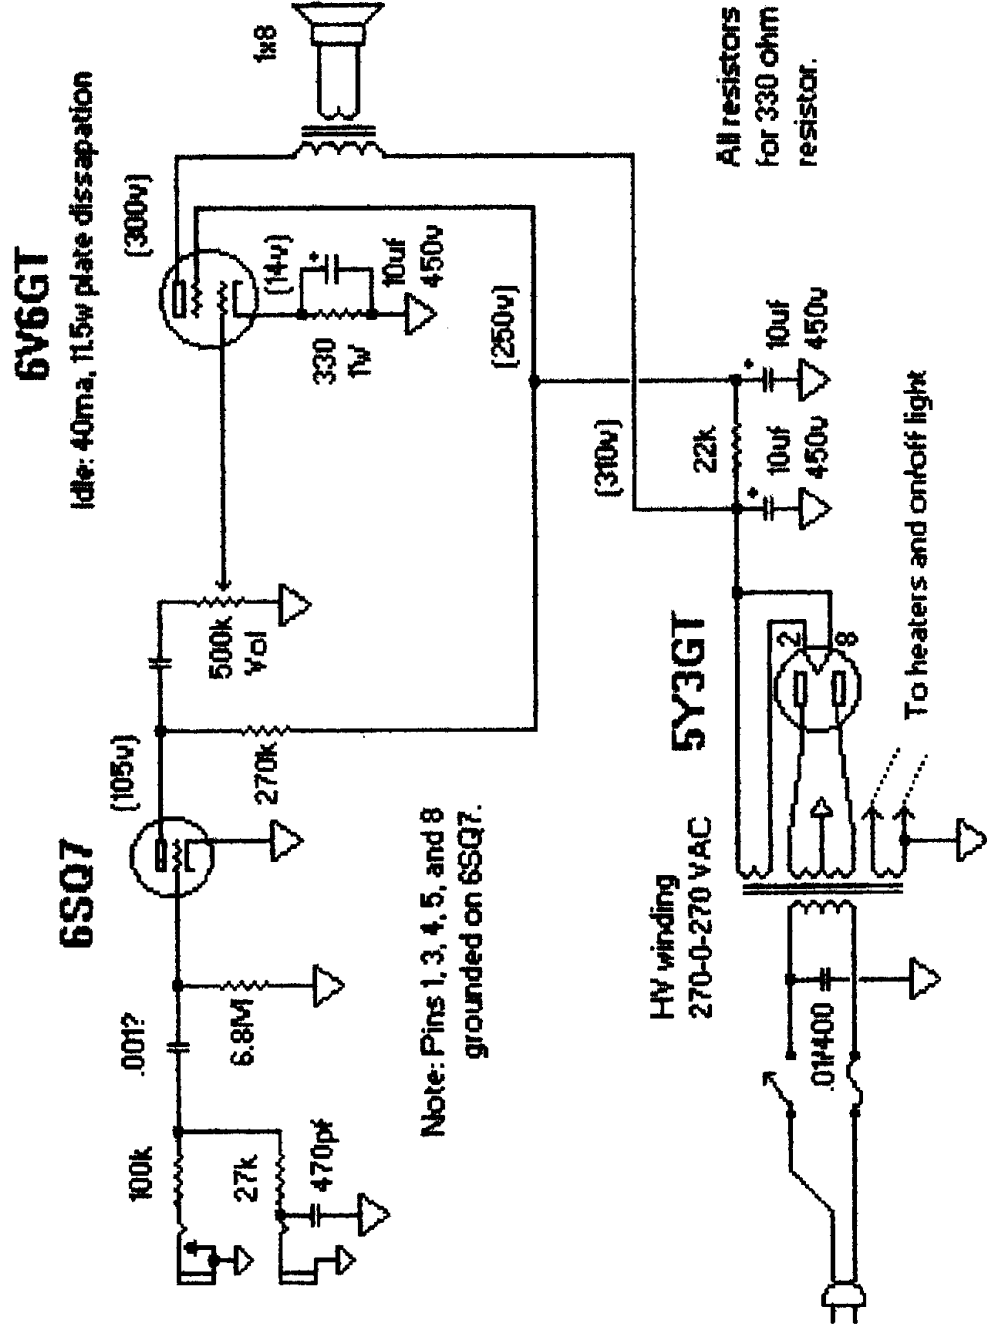 6SQ7
6V6GT
Idle: 40ma, 11.5w plate dissapation
100k
.001?
(105v)
(300v)
1x8
27k
470pf
6.8M
270k
500k
Vol
330
1W
(14v)
10uf
450v
Note: Pins 1, 3, 4, 5, and 8
grounded on 6SQ7.
(250v)
(310v)
HV winding
270-0-270 VAC
5Y3GT
2
8
22k
10uf
450v
10uf
450v
All resistors
for 330 ohm
resistor.
.01/400
To heaters and on/off light